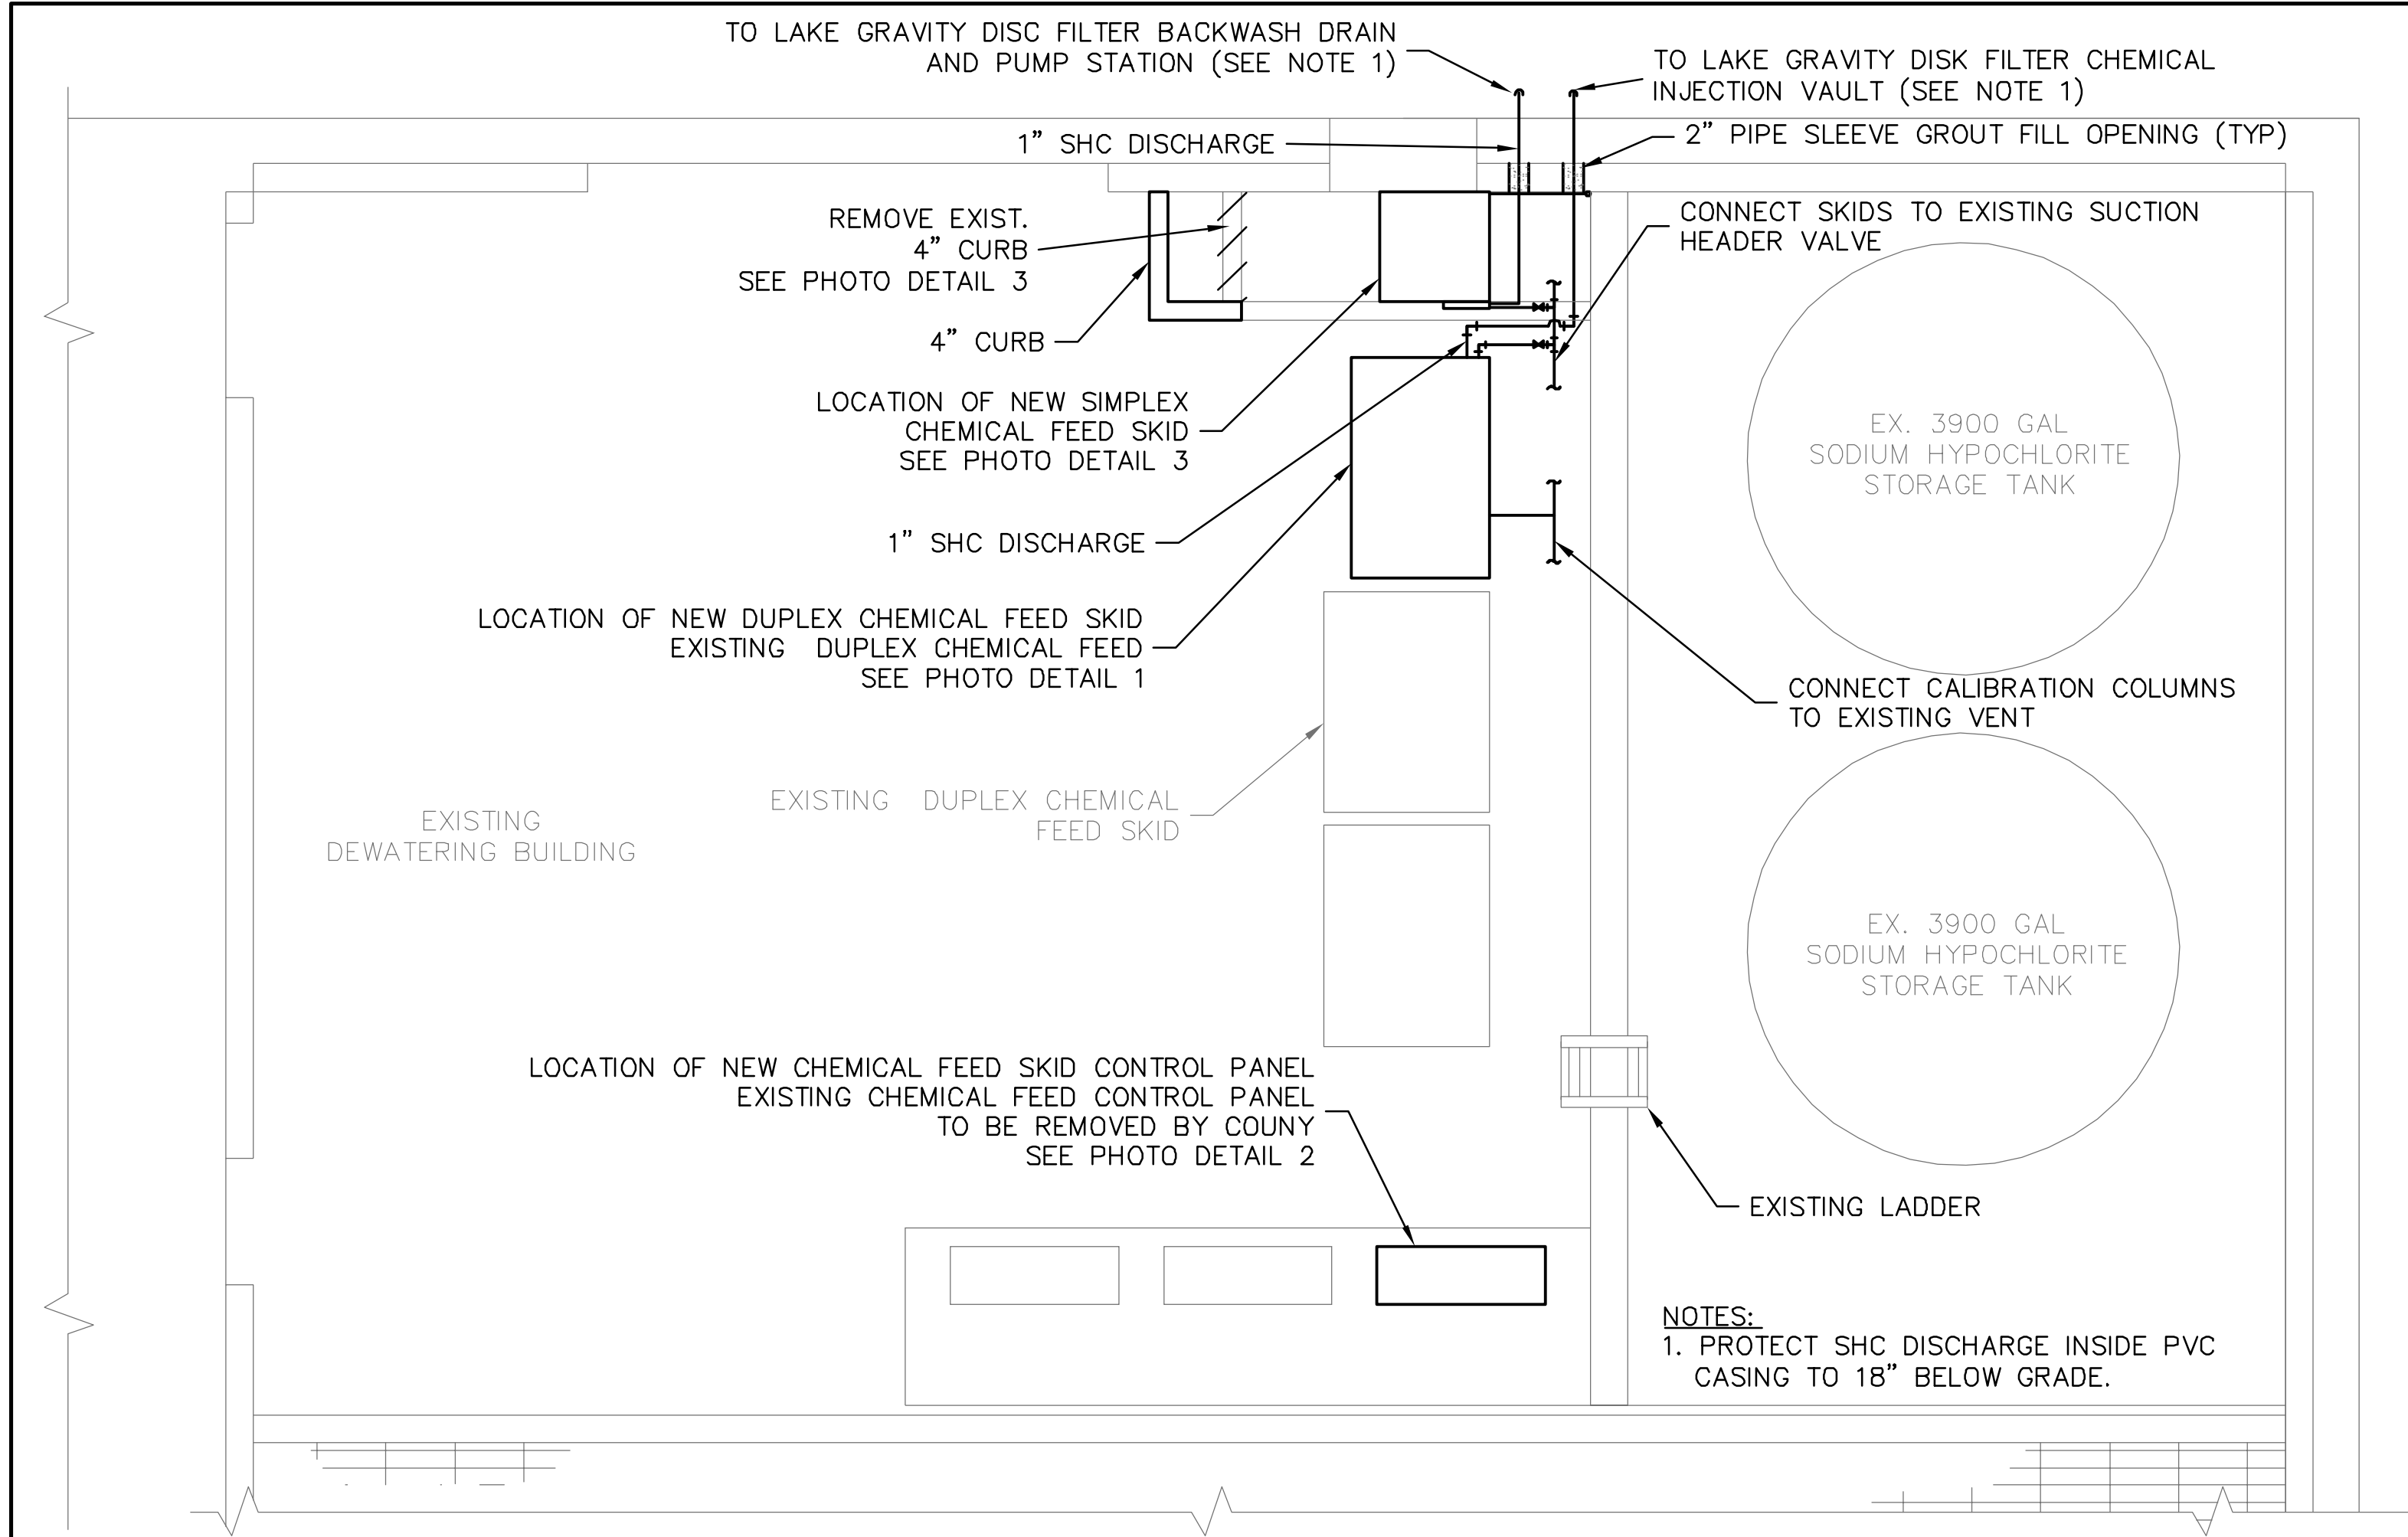 TO LAKE GRAVITY DISC FILTER BACKWASH DRAIN
AND PUMP STATION (SEE NOTE 1)
TO LAKE GRAVITY DISK FILTER CHEMICAL
INJECTION VAULT (SEE NOTE 1)
1" SHC DISCHARGE
2" PIPE SLEEVE GROUT FILL OPENING (TYP)
REMOVE EXIST.
4" CURB
SEE PHOTO DETAIL 3
CONNECT SKIDS TO EXISTING SUCTION
HEADER VALVE
4" CURB
LOCATION OF NEW SIMPLEX
CHEMICAL FEED SKID
SEE PHOTO DETAIL 3
EX. 3900 GAL
SODIUM HYPOCHLORITE
STORAGE TANK
1" SHC DISCHARGE
LOCATION OF NEW DUPLEX CHEMICAL FEED SKID
EXISTING DUPLEX CHEMICAL FEED
SEE PHOTO DETAIL 1
CONNECT CALIBRATION COLUMNS
TO EXISTING VENT
EXISTING
DEWATERING BUILDING
EXISTING DUPLEX CHEMICAL
FEED SKID
EX. 3900 GAL
SODIUM HYPOCHLORITE
STORAGE TANK
LOCATION OF NEW CHEMICAL FEED SKID CONTROL PANEL
EXISTING CHEMICAL FEED CONTROL PANEL
TO BE REMOVED BY COUNY
SEE PHOTO DETAIL 2
EXISTING LADDER
NOTES:
1. PROTECT SHC DISCHARGE INSIDE PVC
CASING TO 18" BELOW GRADE.